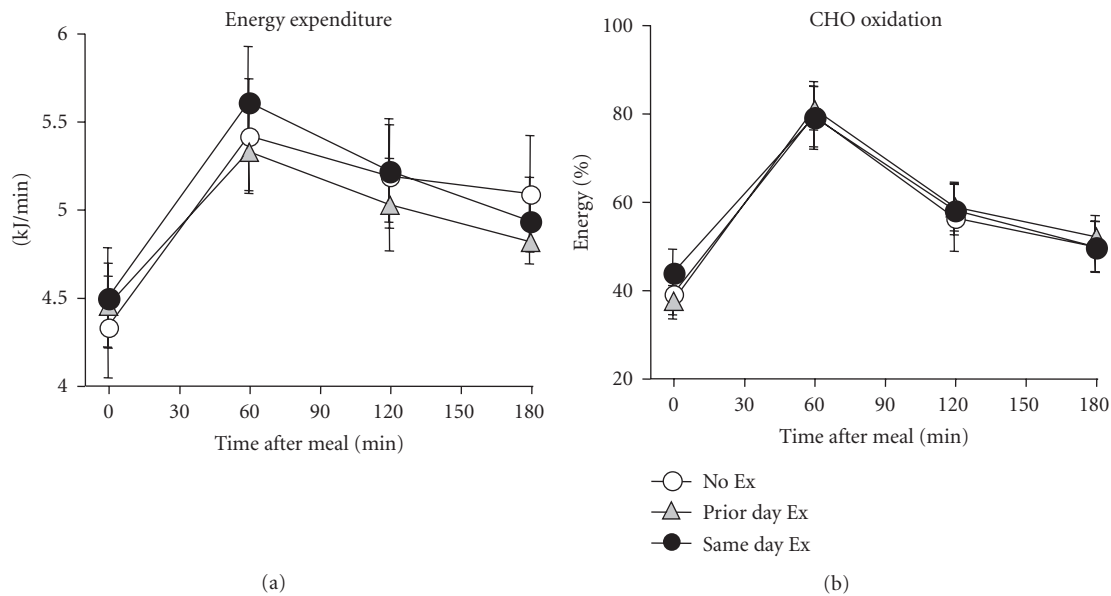 Energy expenditure
6
5.5
5
4.5
4
(kJ/min)
0 30 60 90 120 150 180
Time after meal (min)
(a)
CHO oxidation
100
80
60
40
20
Energy (%)
0 30 60 90 120 150 180
Time after meal (min)
No Ex
Prior day Ex
Same day Ex
(b)